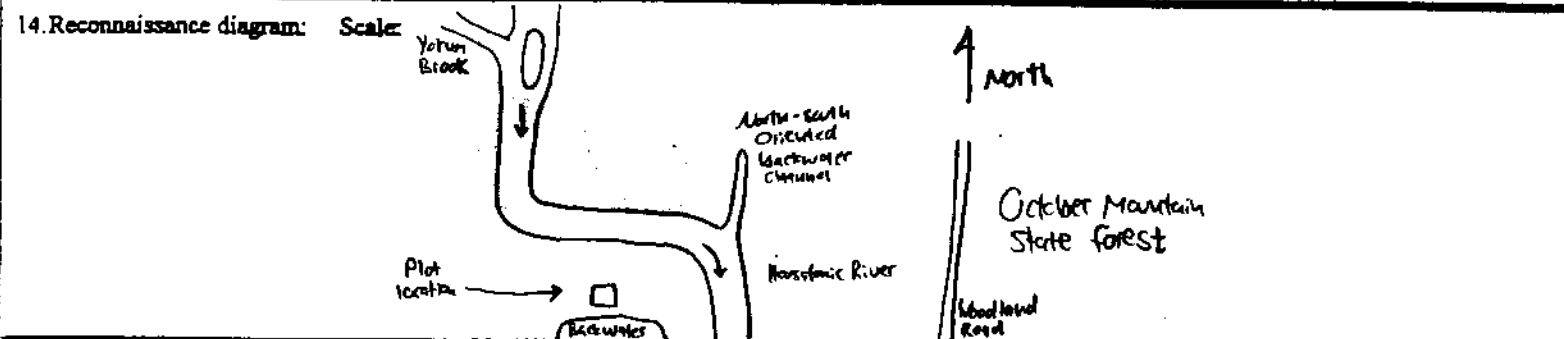 14. Reconnaissance diagram: Scale:
Yokun
Brook
North
North-south
Oriented
backwater
Channel
October Mountain
State forest
Plot
location
Housatonic River
Backwater
Woodland
Road